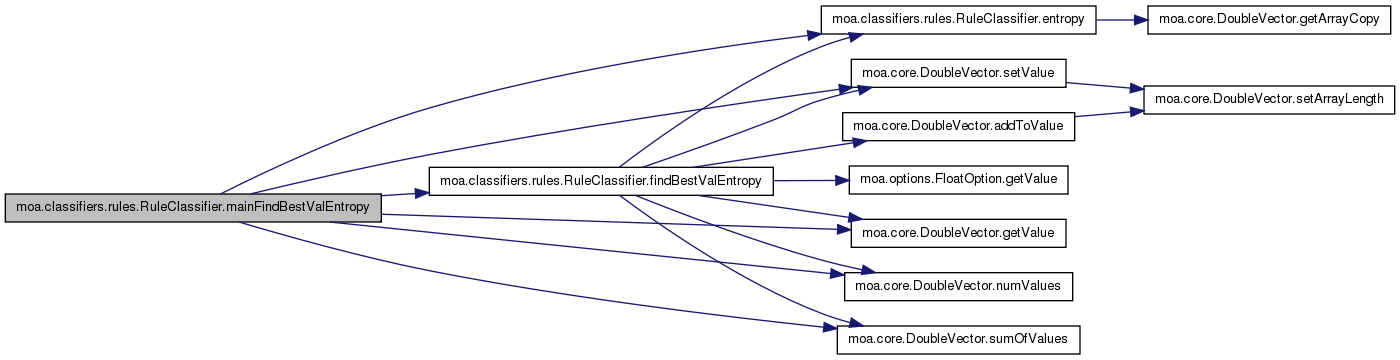 moa.classifiers.rules.RuleClassifier.entropy
moa.core.DoubleVector.getArrayCopy
moa.core.DoubleVector.setValue
moa.core.DoubleVector.setArrayLength
moa.core.DoubleVector.addToValue
moa.classifiers.rules.RuleClassifier.findBestValEntropy
moa.options.FloatOption.getValue
moa.classifiers.rules.RuleClassifier.mainFindBestValEntropy
moa.core.DoubleVector.getValue
moa.core.DoubleVector.numValues
moa.core.DoubleVector.sumOfValues